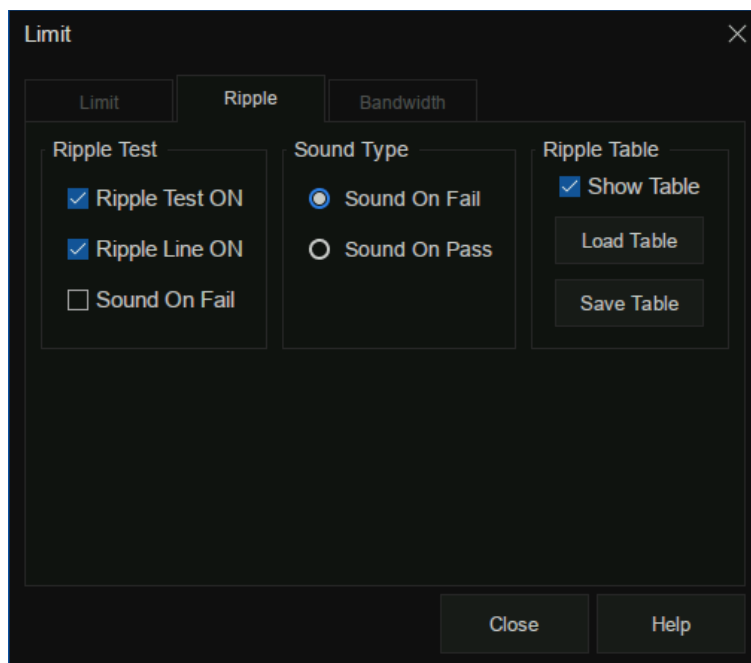 Limit
Limit
Ripple
Bandwidth
Ripple Test
Ripple Test ON
Ripple Line ON
Sound On Fail
Sound Type
Sound On Fail
Sound On Pass
Ripple Table
Show Table
Load Table
Save Table
Close
Help